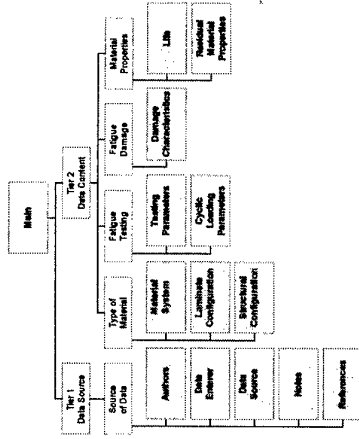 Main
Tier 1
Data Source
Tier 2
Data Content
Source
of Data
Type of
Material
Fatigue
Testing
Fatigue
Damage
Material
Properties
Authors
Data
Enterer
Data
Source
Notes
References
Material
System
Laminate
Configuration
Structural
Configuration
Testing
Parameters
Cyclic
Loading
Parameters
Damage
Characteristics
Life
Residual
Material
Properties